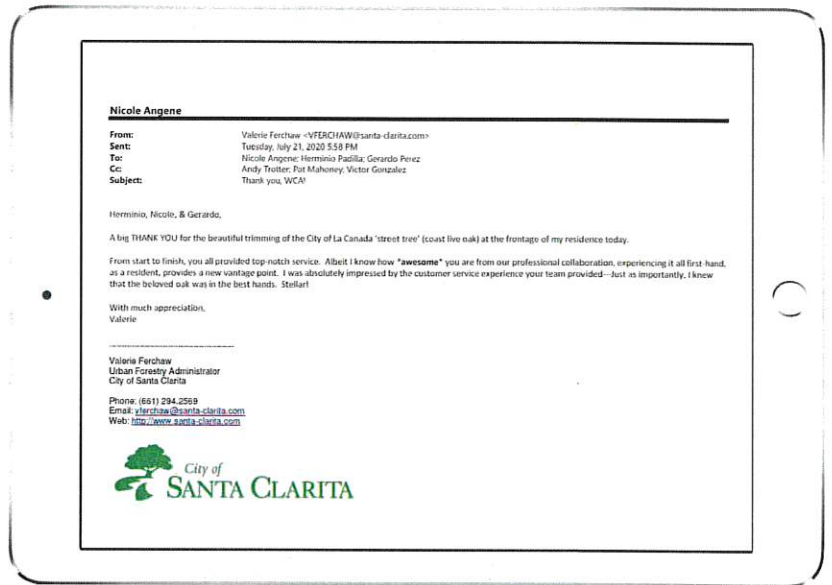 Nicole Angene
From: Valerie Ferchaw <VFERCHAW@santa-clarita.com>
Sent: Tuesday, July 21, 2020 5:58 PM
To: Nicole Angene; Herminio Padilla; Gerardo Perez
Cc: Andy Trotter; Pat Mahoney; Victor Gonzalez
Subject: Thank you, WCA!
Herminio, Nicole, & Gerardo,
A big THANK YOU for the beautiful trimming of the City of La Canada 'street tree' (coast live oak) at the frontage of my residence today.
From start to finish, you all provided top-notch service. Albeit I know how "awesome" you are from our professional collaboration, experiencing it all first-hand,
as a resident, provides a new vantage point. I was absolutely impressed by the customer service experience your team provided---Just as importantly, I knew
that the beloved oak was in the best hands. Stellar!
With much appreciation,
Valerie
Valerie Ferchaw
Urban Forestry Administrator
City of Santa Clarita
Phone: (661) 294.2569
Email: vferchaw@santa-clarita.com
Web: http://www.santa-clarita.com
City of
SANTA CLARITA